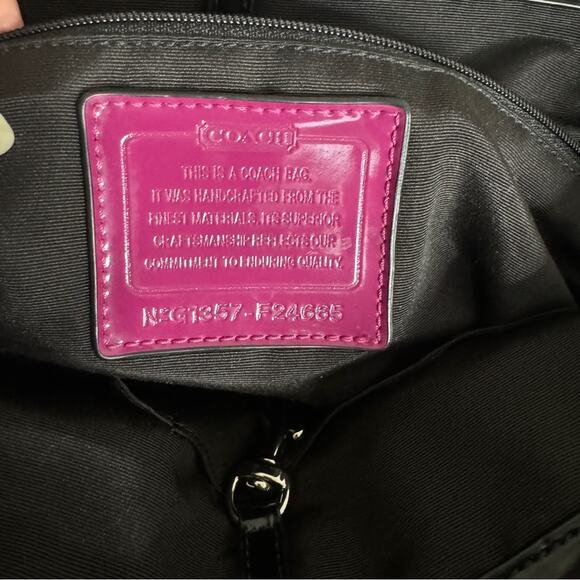 COACH
THIS IS A COACH BAG.
IT WAS HANDCRAFTED FROM THE
FINEST MATERIALS. ITS SUPERIOR
CRAFTSMANSHIP REFLECTS OUR
COMMITMENT TO ENDURING QUALITY.
NºG1357-F24685